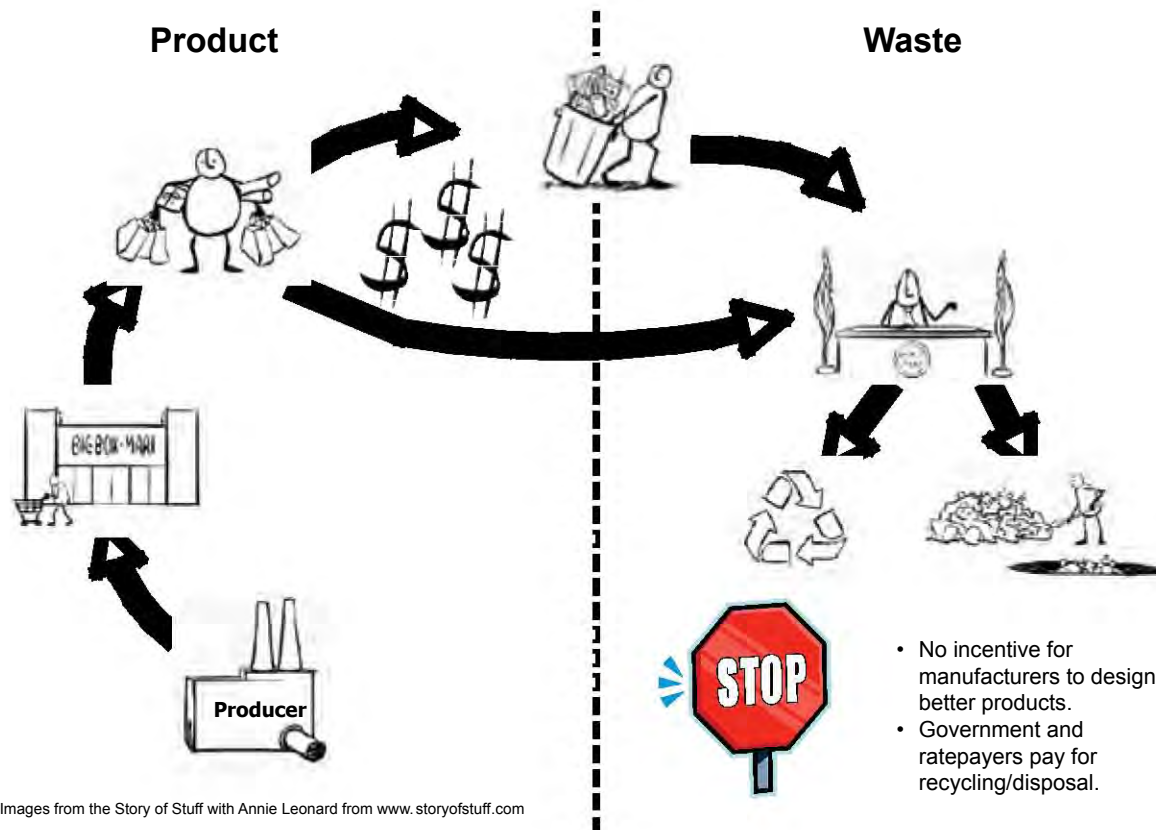 Product
Waste
$
$
$
BIG BOX-MART
Producer
STOP
• No incentive for
manufacturers to design
better products.
• Government and
ratepayers pay for
recycling/disposal.
Images from the Story of Stuff with Annie Leonard from www.storyofstuff.com